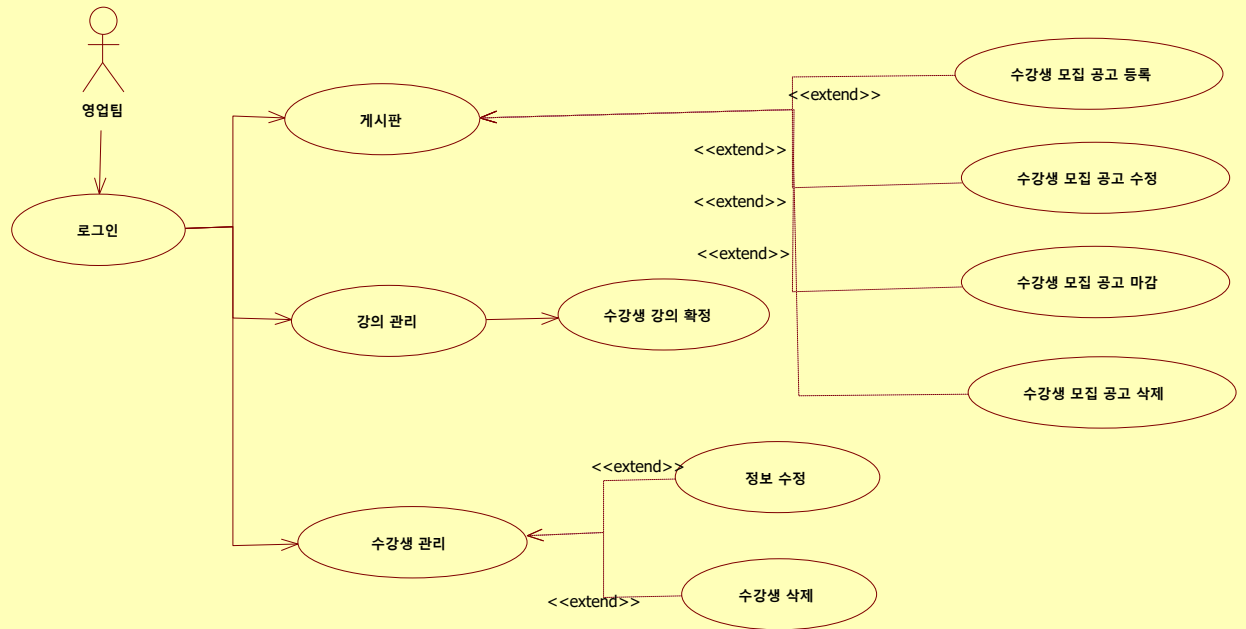 영업팀
로그인
게시판
강의 관리
수강생 관리
수강생 강의 확정
<<extend>>
<<extend>>
<<extend>>
<<extend>>
수강생 모집 공고 등록
수강생 모집 공고 수정
수강생 모집 공고 마감
수강생 모집 공고 삭제
<<extend>>
정보 수정
<<extend>>
수강생 삭제